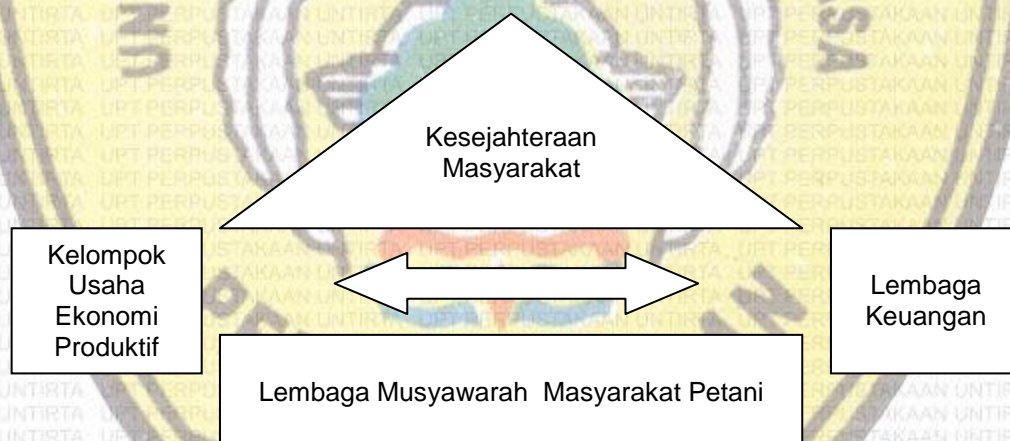 Kesejahteraan
Masyarakat
Kelompok
Usaha
Ekonomi
Produktif
Lembaga
Keuangan
Lembaga Musyawarah  Masyarakat Petani